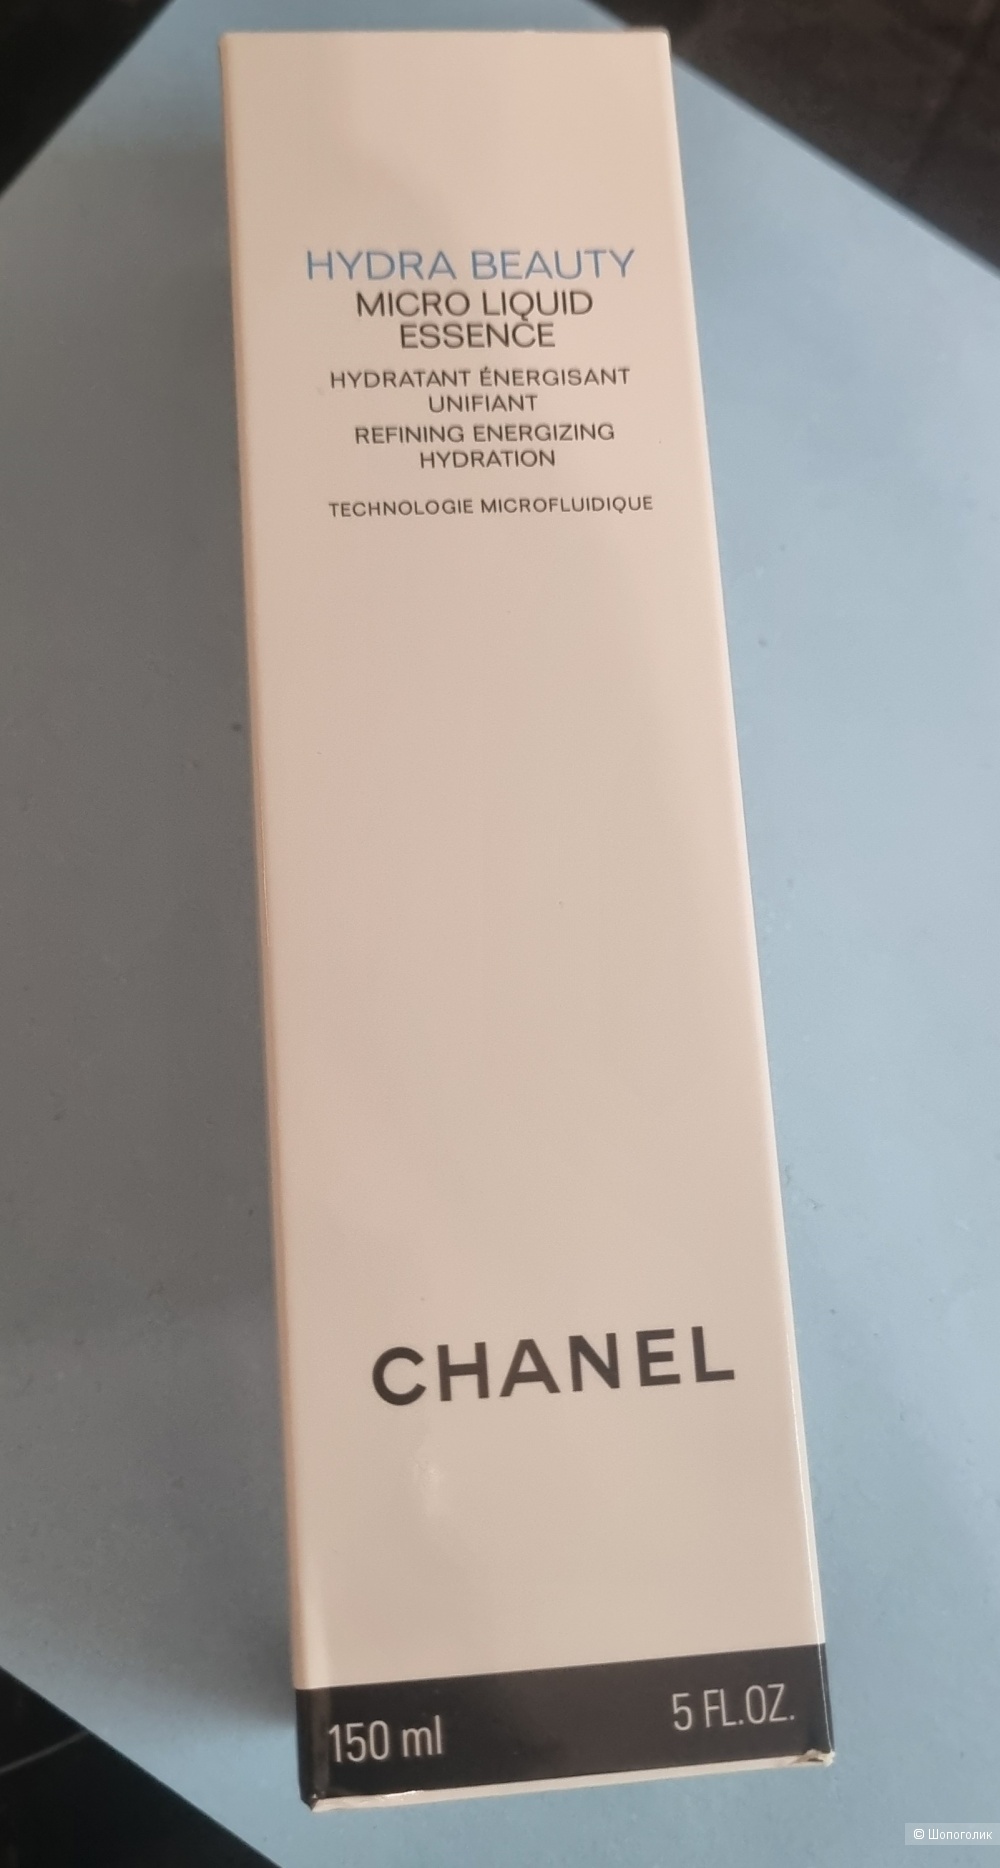 HYDRA BEAUTY
MICRO LIQUID
ESSENCE
HYDRATANT ÉNERGISANT
UNIFIANT
REFINING ENERGIZING
HYDRATION
TECHNOLOGIE MICROFLUIDIQUE
CHANEL
150 ml 5 FL.OZ.
© Шопоголик